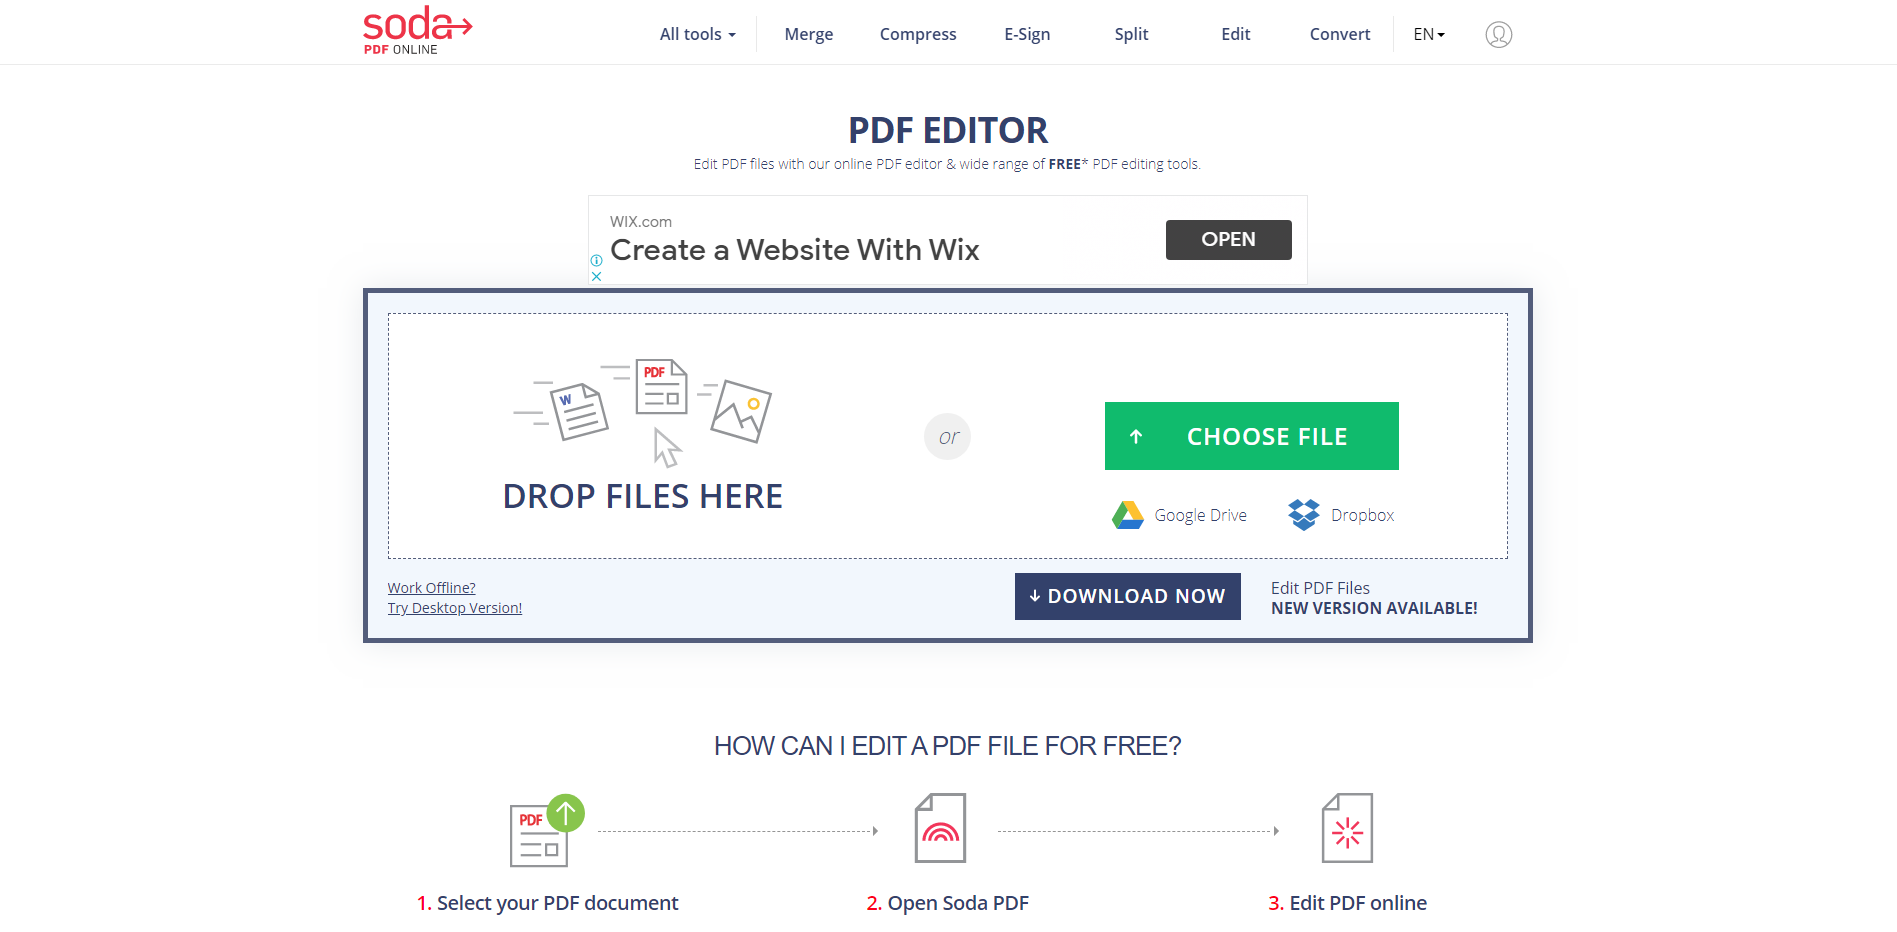 soda
PDF ONLINE
All tools
Merge
Compress
E-Sign
Split
Edit
Convert
EN
PDF EDITOR
Edit PDF files with our online PDF editor & wide range of FREE* PDF editing tools.
WIX.com
Create a Website With Wix
OPEN
W
PDF
DROP FILES HERE
or
CHOOSE FILE
Google Drive
Dropbox
Work Offline?
Try Desktop Version!
DOWNLOAD NOW
Edit PDF Files
NEW VERSION AVAILABLE!
HOW CAN I EDIT A PDF FILE FOR FREE?
PDF
1. Select your PDF document
2. Open Soda PDF
3. Edit PDF online